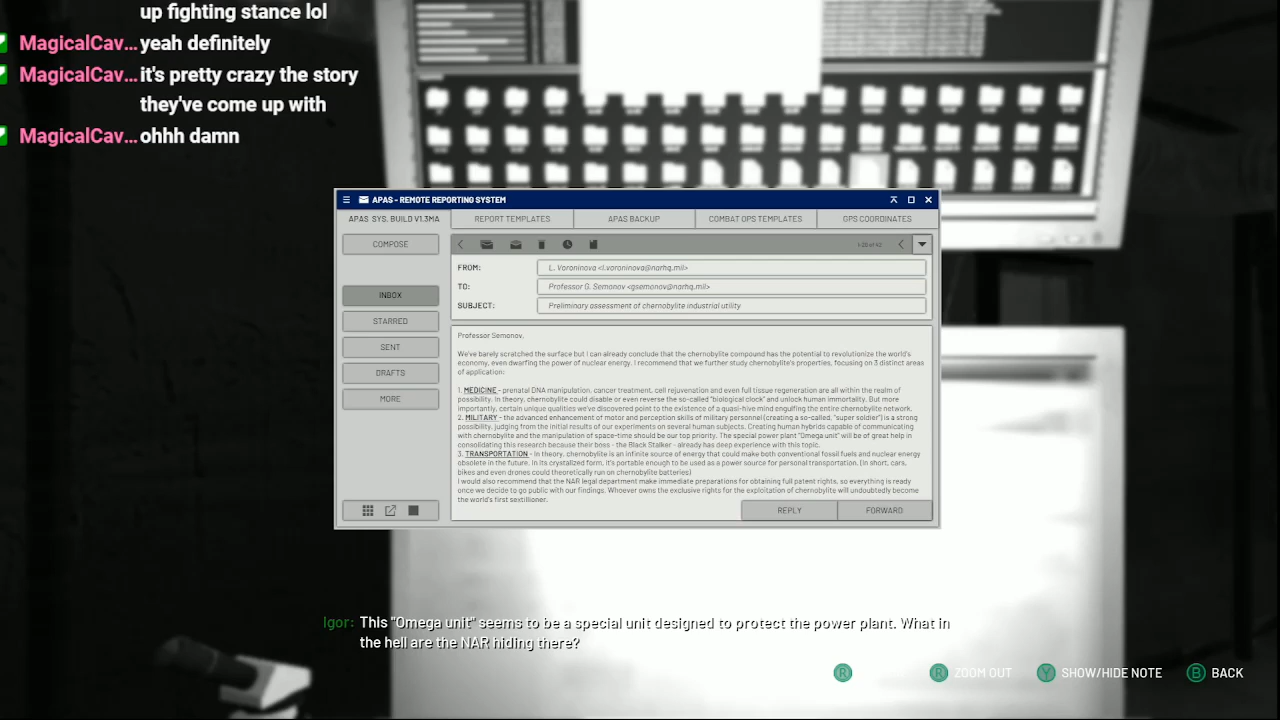 up fighting stance lol
MagicalCav... yeah definitely
MagicalCav... it's pretty crazy the story
they've come up with
MagicalCav... ohhh damn
APAS - REMOTE REPORTING SYSTEM
APAS SYS. BUILD V1.3MA
REPORT TEMPLATES
APAS BACKUP
COMBAT OPS TEMPLATES
GPS COORDINATES
COMPOSE
INBOX
STARRED
SENT
DRAFTS
MORE
FROM: L. Voroninova <l.voroninova@narhq.mil>
TO: Professor G. Semonov <gsemonov@narhq.mil>
SUBJECT: Preliminary assessment of chernobylite industrial utility
Professor Semonov,
We've barely scratched the surface but I can already conclude that the chernobylite compound has the potential to revolutionize the world's
economy, even dwarfing the power of nuclear energy. I recommend that we further study chernobylite's properties, focusing on 3 distinct areas
of application:
1. MEDICINE - prenatal DNA manipulation, cancer treatment, cell rejuvenation and even full tissue regeneration are all within the realm of
possibility. In theory, chernobylite could disable or even reverse the so-called "biological clock" and unlock human immortality. But more
importantly, certain unique qualities we've discovered point to the existence of a quasi-hive mind engulfing the entire chernobylite network.
2. MILITARY - the advanced enhancement of motor and perception skills of military personnel (creating a so-called, "super soldier") is a strong
possibility, judging from the initial results of our experiments on several human subjects. Creating human hybrids capable of communicating
with chernobylite and the manipulation of space-time should be our top priority. The special power plant "Omega unit" will be of great help in
consolidating this research because their boss - the Black Stalker - already has deep experience with this topic.
3. TRANSPORTATION - In theory, chernobylite is an infinite source of energy that could make both conventional fossil fuels and nuclear energy
obsolete in the future. In its crystalized form, it's portable enough to be used as a power source for personal transportation. (in short, cars,
bikes and even drones could theoretically run on chernobylite batteries)
I would also recommend that the NAR legal department make immediate preparations for obtaining full patent rights, so everything is ready
once we decide to go public with our findings. Whoever owns the exclusive rights for the exploitation of chernobylite will undoubtedly become
the world's first sextillioner.
REPLY
FORWARD
Igor: This "Omega unit" seems to be a special unit designed to protect the power plant. What in
the hell are the NAR hiding there?
R
R ZOOM OUT
Y SHOW/HIDE NOTE
B BACK